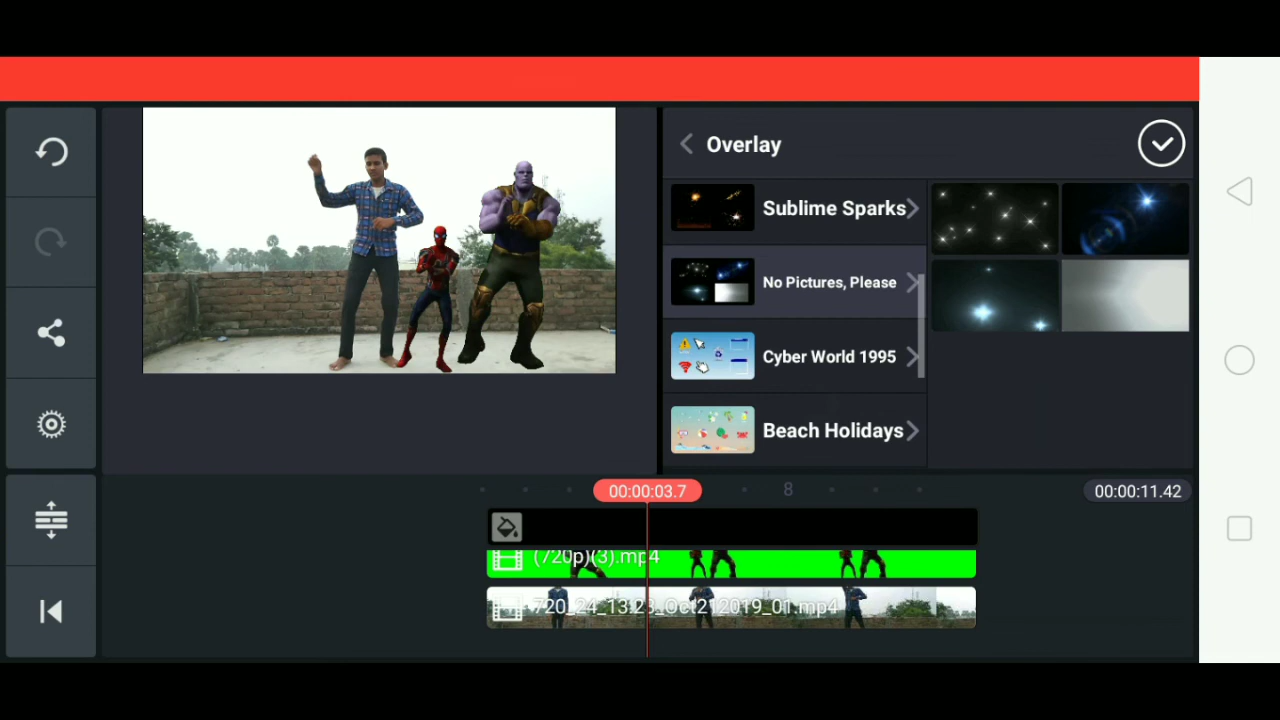 Overlay
Sublime Sparks
No Pictures, Please
Cyber World 1995
Beach Holidays
00:00:03.7
8
00:00:11.42
(720p)(3).mp4